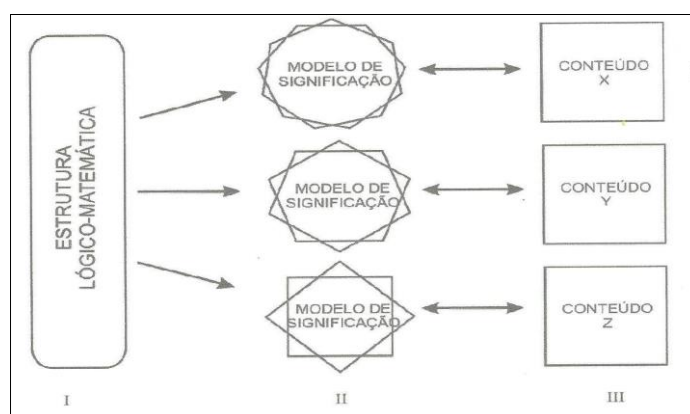 ESTRUTURA
LÓGICO-MATEMÁTICA
MODELO DE
SIGNIFICAÇÃO
CONTEÚDO
X
MODELO DE
SIGNIFICAÇÃO
CONTEÚDO
Y
MODELO DE
SIGNIFICAÇÃO
CONTEÚDO
Z
I
II
III